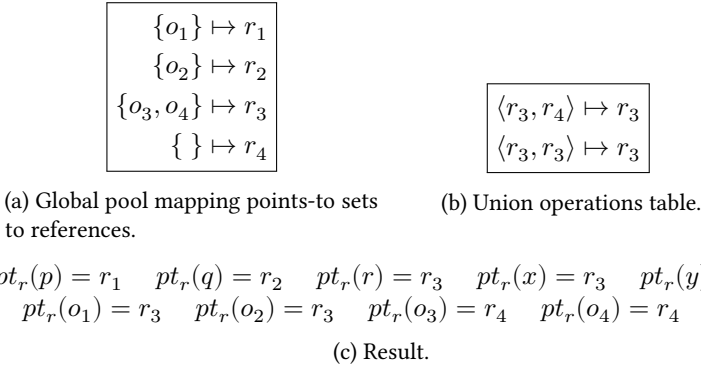 {o₁} ↦ r₁
{o₂} ↦ r₂
{o₃, o₄} ↦ r₃
{ } ↦ r₄
⟨r₃, r₄⟩ ↦ r₃
⟨r₃, r₃⟩ ↦ r₃
(a) Global pool mapping points-to sets
to references.
(b) Union operations table.
ptᵣ(p) = r₁ ptᵣ(q) = r₂ ptᵣ(r) = r₃ ptᵣ(x) = r₃ ptᵣ(y)
ptᵣ(o₁) = r₃ ptᵣ(o₂) = r₃ ptᵣ(o₃) = r₄ ptᵣ(o₄) = r₄
(c) Result.